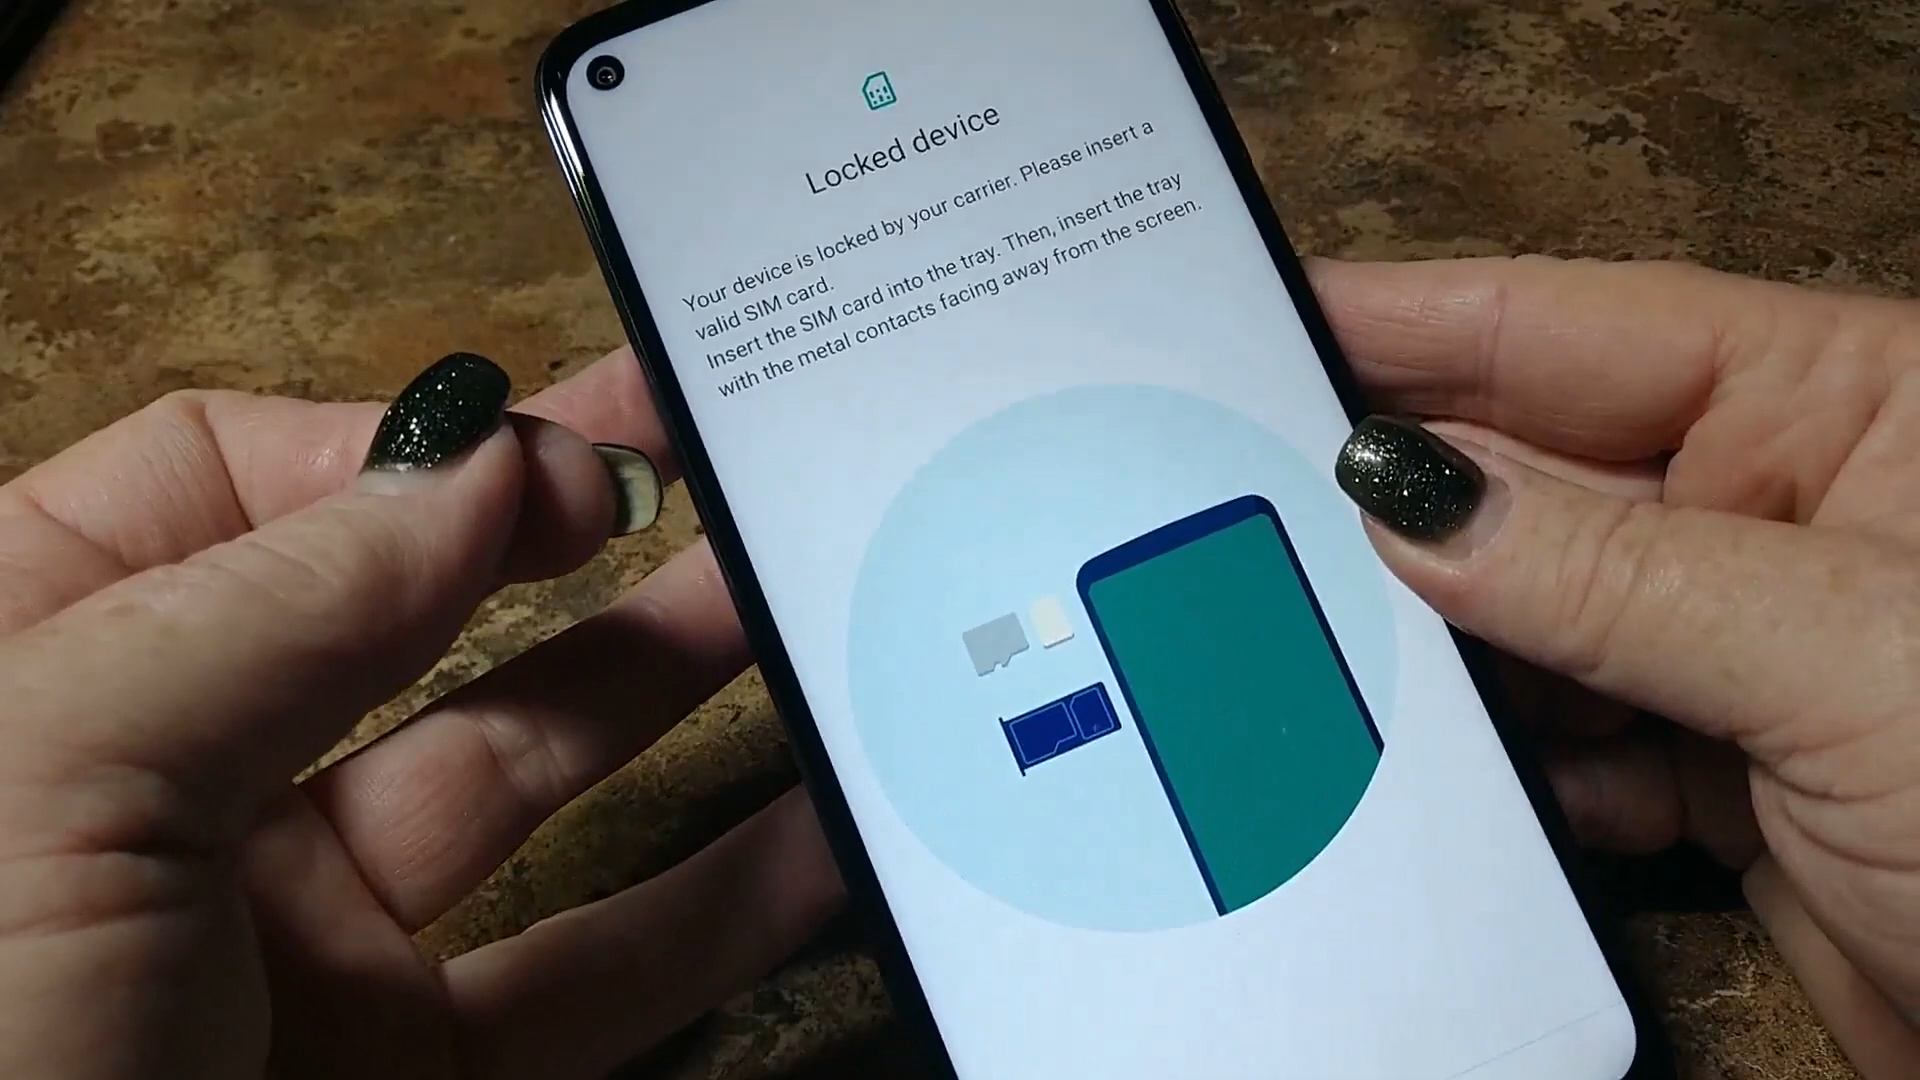 Locked device
Your device is locked by your carrier. Please insert a
valid SIM card.
Insert the SIM card into the tray. Then, insert the tray
with the metal contacts facing away from the screen.